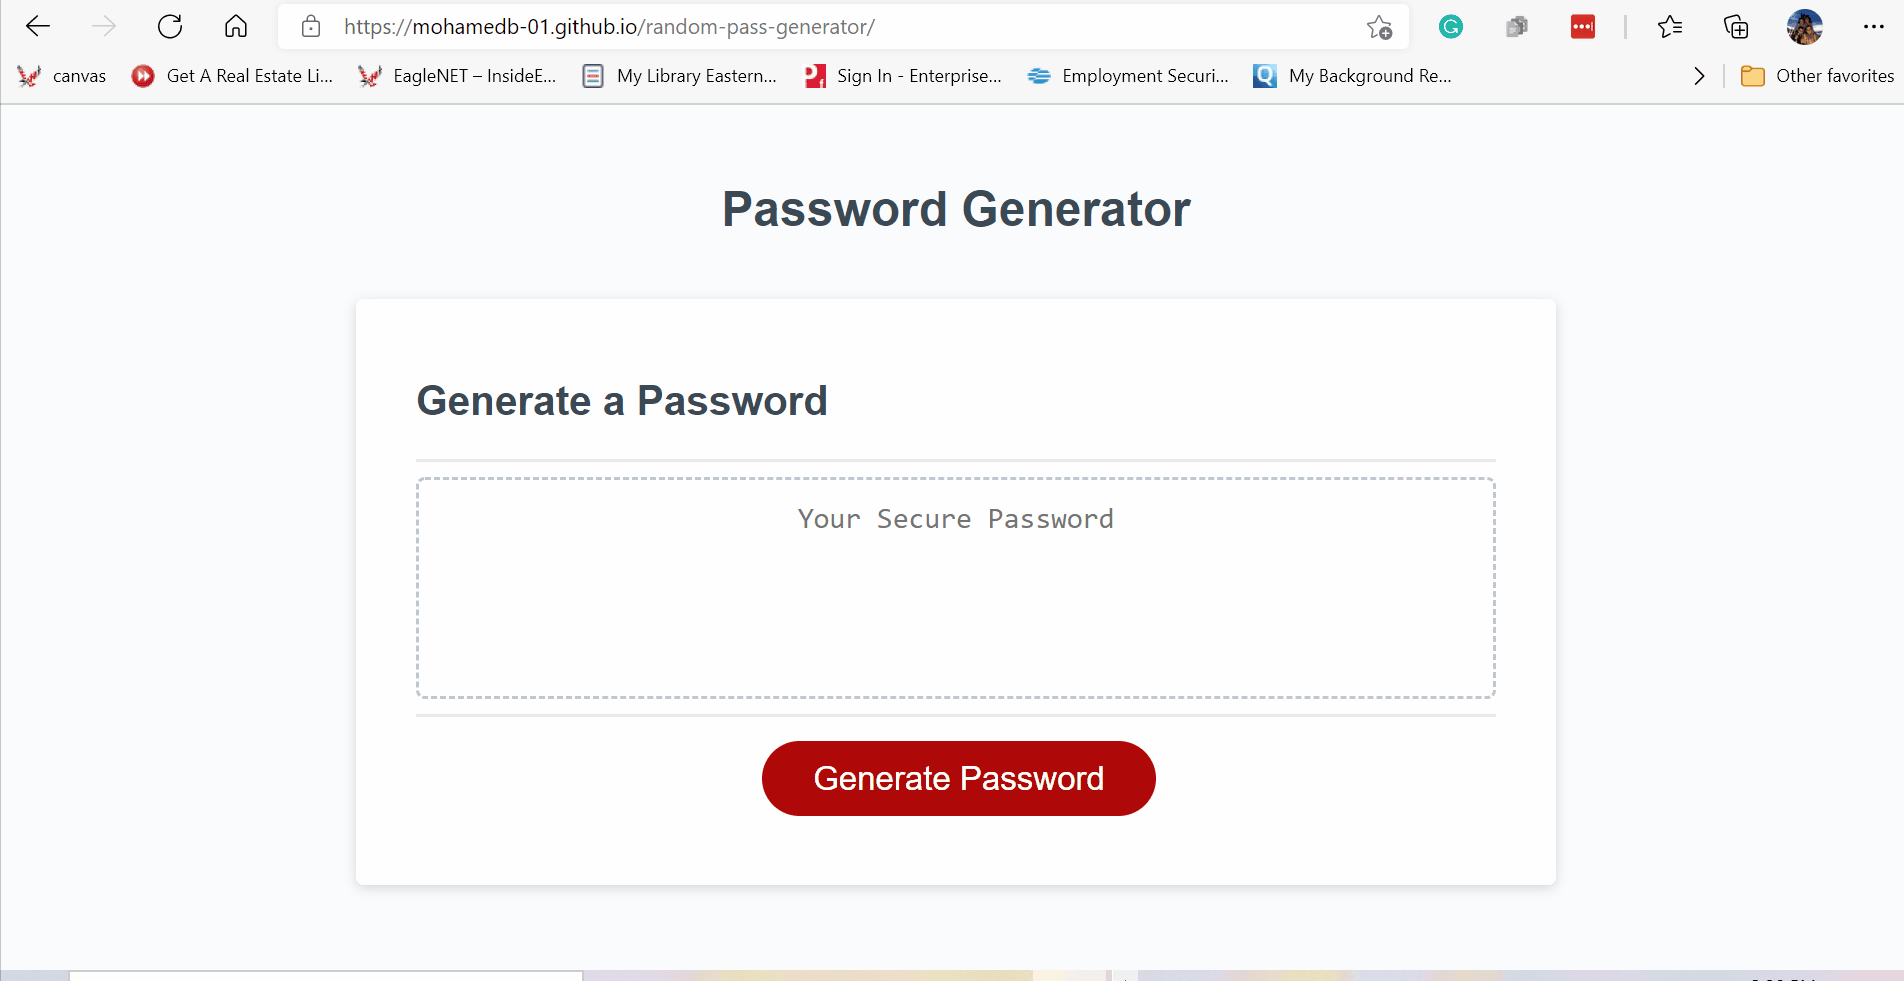 https://mohamedb-01.github.io/random-pass-generator/
canvas
Get A Real Estate Li...
EagleNET – InsideE...
My Library Eastern...
Sign In - Enterprise...
Employment Securi...
My Background Re...
Other favorites
Password Generator
Generate a Password
Your Secure Password
Generate Password